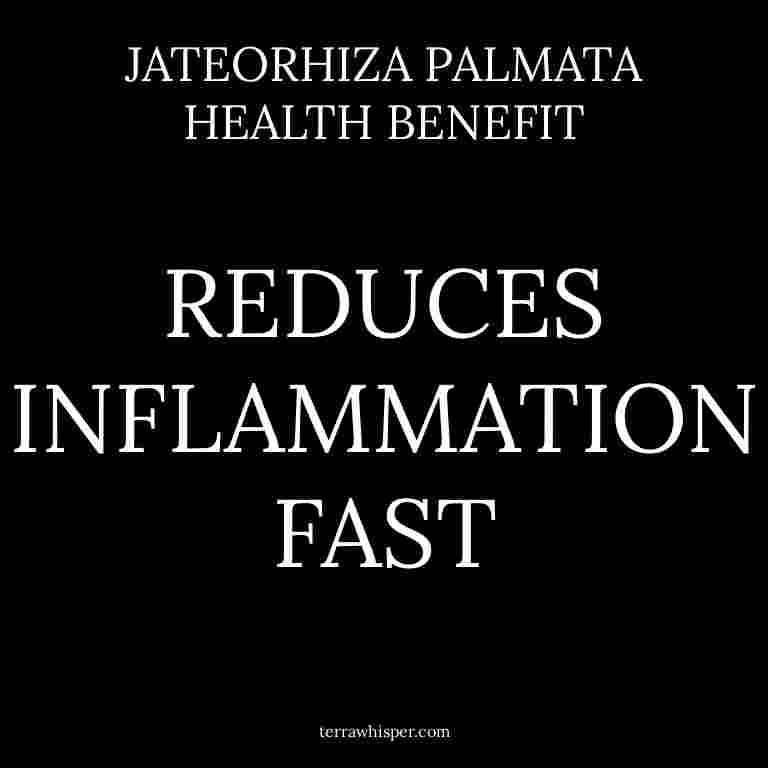 JATEORHIZA PALMATA
HEALTH BENEFIT
REDUCES
INFLAMMATION
FAST
terrawhisper.com